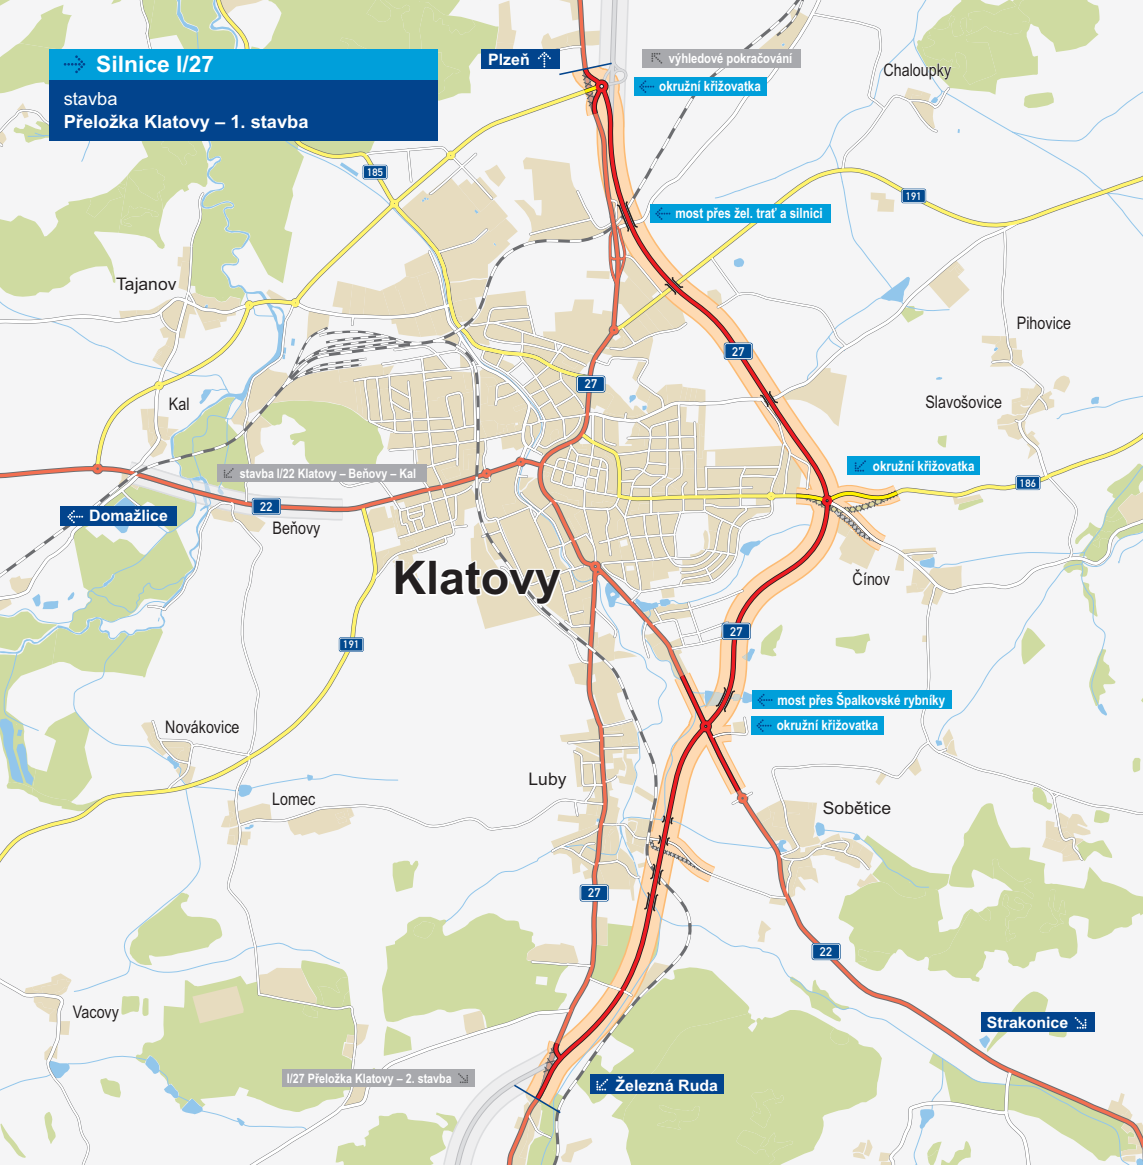 Silnice I/27
stavba
Přeložka Klatovy – 1. stavba
Plzeň
výhledové pokračování
okružní křižovatka
Chaloupky
185
191
most přes žel. trať a silnici
Tajanov
Pihovice
27
27
Kal
Slavošovice
stavba I/22 Klatovy – Beňovy – Kal
okružní křižovatka
186
22
Domažlice
Beňovy
Klatovy
Čínov
27
191
most přes Špalkovské rybníky
okružní křižovatka
Novákovice
Luby
Lomec
Sobětice
27
22
Vacovy
Strakonice
I/27 Přeložka Klatovy – 2. stavba
Železná Ruda